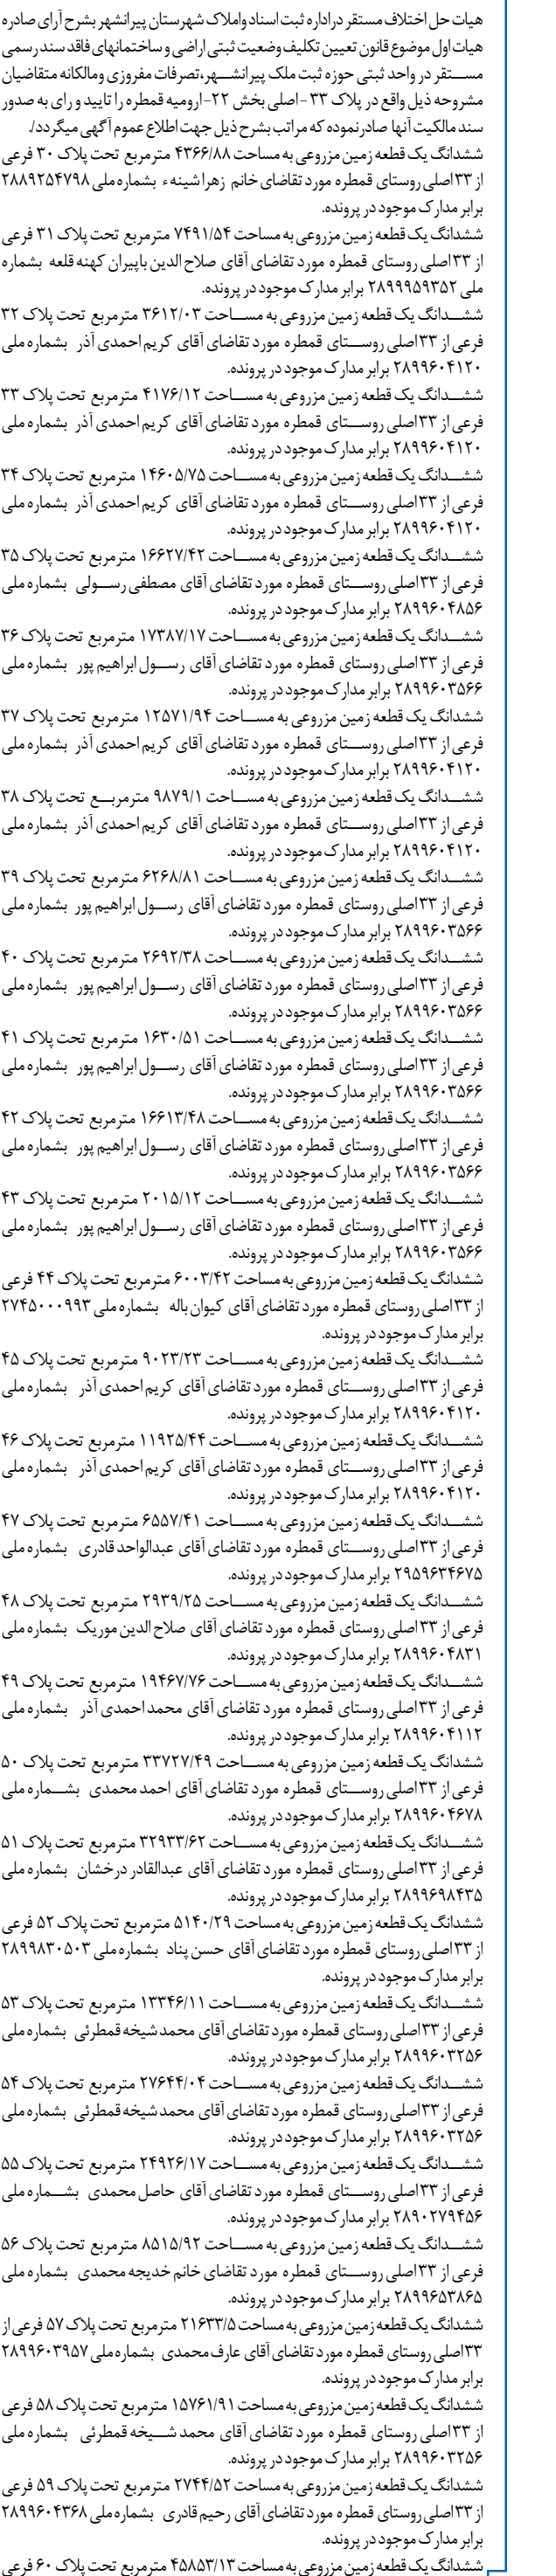 هیات حل اختلاف مستقر دراداره ثبت اسناد واملاک شهرستان پیرانشهر بشرح آرای صادره
هیات اول موضوع قانون تعیین تکلیف وضعیت ثبتی اراضی و ساختمانهای فاقد سند رسمی
مستقر در واحد ثبتی حوزه ثبت ملک پیرانشهر،تصرفات مفروزی ومالکانه متقاضیان
مشروحه ذیل واقع در پلاک ۳۳ -اصلی بخش ۲۲- ارومیه قمطره را تایید و رای به صدور
سند مالکیت آنها صادرنموده که مراتب بشرح ذیل جهت اطلاع عموم آگهی میگردد/.
ششدانگ یک قطعه زمین مزروعی به مساحت ۴۳۶۶/۸۸ مترمربع تحت پلاک ۳۰ فرعی
از ۳۳اصلی روستای قمطره مورد تقاضای خانم زهرا شینهء بشماره ملی ۲۸۸۹۲۵۴۷۹۸
برابر مدارک موجود در پرونده.
ششدانگ یک قطعه زمین مزروعی به مساحت ۷۴۹۱/۵۴ مترمربع تحت پلاک ۳۱ فرعی
از ۳۳اصلی روستای قمطره مورد تقاضای آقای صلاح الدین باپیران کهنه قلعه بشماره
ملی ۲۸۹۹۹۵۹۳۵۲ برابر مدارک موجود در پرونده.
ششدانگ یک قطعه زمین مزروعی به مساحت ۳۶۱۲/۰۳ مترمربع تحت پلاک ۳۲
فرعی از ۳۳اصلی روستای قمطره مورد تقاضای آقای کریم احمدی آذر بشماره ملی
۲۸۹۹۶۰۴۱۲۰ برابر مدارک موجود در پرونده.
ششدانگ یک قطعه زمین مزروعی به مساحت ۴۱۷۶/۱۲ مترمربع تحت پلاک ۳۳
فرعی از ۳۳اصلی روستای قمطره مورد تقاضای آقای کریم احمدی آذر بشماره ملی
۲۸۹۹۶۰۴۱۲۰ برابر مدارک موجود در پرونده.
ششدانگ یک قطعه زمین مزروعی به مساحت ۱۴۶۰۵/۷۵ مترمربع تحت پلاک ۳۴
فرعی از ۳۳اصلی روستای قمطره مورد تقاضای آقای کریم احمدی آذر بشماره ملی
۲۸۹۹۶۰۴۱۲۰ برابر مدارک موجود در پرونده.
ششدانگ یک قطعه زمین مزروعی به مساحت ۱۶۶۲۷/۴۲ مترمربع تحت پلاک ۳۵
فرعی از ۳۳اصلی روستای قمطره مورد تقاضای آقای مصطفی رسولی بشماره ملی
۲۸۹۹۶۰۴۸۵۶ برابر مدارک موجود در پرونده.
ششدانگ یک قطعه زمین مزروعی به مساحت ۱۷۳۸۷/۱۷ مترمربع تحت پلاک ۳۶
فرعی از ۳۳اصلی روستای قمطره مورد تقاضای آقای رسول ابراهیم پور بشماره ملی
۲۸۹۹۶۰۳۵۶۶ برابر مدارک موجود در پرونده.
ششدانگ یک قطعه زمین مزروعی به مساحت ۱۲۵۷۱/۹۴ مترمربع تحت پلاک ۳۷
فرعی از ۳۳اصلی روستای قمطره مورد تقاضای آقای کریم احمدی آذر بشماره ملی
۲۸۹۹۶۰۴۱۲۰ برابر مدارک موجود در پرونده.
ششدانگ یک قطعه زمین مزروعی به مساحت ۹۸۷۹/۱ مترمربع تحت پلاک ۳۸
فرعی از ۳۳اصلی روستای قمطره مورد تقاضای آقای کریم احمدی آذر بشماره ملی
۲۸۹۹۶۰۴۱۲۰ برابر مدارک موجود در پرونده.
ششدانگ یک قطعه زمین مزروعی به مساحت ۶۲۶۸/۸۱ مترمربع تحت پلاک ۳۹
فرعی از ۳۳اصلی روستای قمطره مورد تقاضای آقای رسول ابراهیم پور بشماره ملی
۲۸۹۹۶۰۳۵۶۶ برابر مدارک موجود در پرونده.
ششدانگ یک قطعه زمین مزروعی به مساحت ۲۶۹۲/۳۸ مترمربع تحت پلاک ۴۰
فرعی از ۳۳اصلی روستای قمطره مورد تقاضای آقای رسول ابراهیم پور بشماره ملی
۲۸۹۹۶۰۳۵۶۶ برابر مدارک موجود در پرونده.
ششدانگ یک قطعه زمین مزروعی به مساحت ۱۶۳۰/۵۱ مترمربع تحت پلاک ۴۱
فرعی از ۳۳اصلی روستای قمطره مورد تقاضای آقای رسول ابراهیم پور بشماره ملی
۲۸۹۹۶۰۳۵۶۶ برابر مدارک موجود در پرونده.
ششدانگ یک قطعه زمین مزروعی به مساحت ۱۶۶۱۳/۴۸ مترمربع تحت پلاک ۴۲
فرعی از ۳۳اصلی روستای قمطره مورد تقاضای آقای رسول ابراهیم پور بشماره ملی
۲۸۹۹۶۰۳۵۶۶ برابر مدارک موجود در پرونده.
ششدانگ یک قطعه زمین مزروعی به مساحت ۲۰۱۵/۱۲ مترمربع تحت پلاک ۴۳
فرعی از ۳۳اصلی روستای قمطره مورد تقاضای آقای رسول ابراهیم پور بشماره ملی
۲۸۹۹۶۰۳۵۶۶ برابر مدارک موجود در پرونده.
ششدانگ یک قطعه زمین مزروعی به مساحت ۶۰۰۳/۴۲ مترمربع تحت پلاک ۴۴ فرعی
از ۳۳اصلی روستای قمطره مورد تقاضای آقای کیوان باله بشماره ملی ۲۷۴۵۰۰۰۹۹۳
برابر مدارک موجود در پرونده.
ششدانگ یک قطعه زمین مزروعی به مساحت ۹۰۲۳/۲۳ مترمربع تحت پلاک ۴۵
فرعی از ۳۳اصلی روستای قمطره مورد تقاضای آقای کریم احمدی آذر بشماره ملی
۲۸۹۹۶۰۴۱۲۰ برابر مدارک موجود در پرونده.
ششدانگ یک قطعه زمین مزروعی به مساحت ۱۱۹۲۵/۴۴ مترمربع تحت پلاک ۴۶
فرعی از ۳۳اصلی روستای قمطره مورد تقاضای آقای کریم احمدی آذر بشماره ملی
۲۸۹۹۶۰۴۱۲۰ برابر مدارک موجود در پرونده.
ششدانگ یک قطعه زمین مزروعی به مساحت ۶۵۵۷/۴۱ مترمربع تحت پلاک ۴۷
فرعی از ۳۳اصلی روستای قمطره مورد تقاضای آقای عبدالواحد قادری بشماره ملی
۲۹۵۹۶۳۴۶۷۵ برابر مدارک موجود در پرونده.
ششدانگ یک قطعه زمین مزروعی به مساحت ۲۹۳۹/۲۵ مترمربع تحت پلاک ۴۸
فرعی از ۳۳اصلی روستای قمطره مورد تقاضای آقای صلاح الدین موریک بشماره ملی
۲۸۹۹۶۰۴۸۳۱ برابر مدارک موجود در پرونده.
ششدانگ یک قطعه زمین مزروعی به مساحت ۱۹۴۶۷/۷۶ مترمربع تحت پلاک ۴۹
فرعی از ۳۳اصلی روستای قمطره مورد تقاضای آقای محمد احمدی آذر بشماره ملی
۲۸۹۹۶۰۴۱۱۲ برابر مدارک موجود در پرونده.
ششدانگ یک قطعه زمین مزروعی به مساحت ۳۳۷۲۷/۴۹ مترمربع تحت پلاک ۵۰
فرعی از ۳۳اصلی روستای قمطره مورد تقاضای آقای احمد محمدی بشماره ملی
۲۸۹۹۶۰۴۶۷۸ برابر مدارک موجود در پرونده.
ششدانگ یک قطعه زمین مزروعی به مساحت ۳۲۹۳۳/۶۲ مترمربع تحت پلاک ۵۱
فرعی از ۳۳اصلی روستای قمطره مورد تقاضای آقای عبدالقادر درخشان بشماره ملی
۲۸۹۹۶۹۸۴۳۵ برابر مدارک موجود در پرونده.
ششدانگ یک قطعه زمین مزروعی به مساحت ۵۱۴۰/۲۹ مترمربع تحت پلاک ۵۲ فرعی
از ۳۳اصلی روستای قمطره مورد تقاضای آقای حسن پناد بشماره ملی ۲۸۹۹۸۳۰۵۰۳
برابر مدارک موجود در پرونده.
ششدانگ یک قطعه زمین مزروعی به مساحت ۱۳۳۴۶/۱۱ مترمربع تحت پلاک ۵۳
فرعی از ۳۳اصلی روستای قمطره مورد تقاضای آقای محمد شیخه قمطرئی بشماره ملی
۲۸۹۹۶۰۳۲۵۶ برابر مدارک موجود در پرونده.
ششدانگ یک قطعه زمین مزروعی به مساحت ۲۷۶۴۴/۰۴ مترمربع تحت پلاک ۵۴
فرعی از ۳۳اصلی روستای قمطره مورد تقاضای آقای محمد شیخه قمطرئی بشماره ملی
۲۸۹۹۶۰۳۲۵۶ برابر مدارک موجود در پرونده.
ششدانگ یک قطعه زمین مزروعی به مساحت ۲۴۹۲۶/۱۷ مترمربع تحت پلاک ۵۵
فرعی از ۳۳اصلی روستای قمطره مورد تقاضای آقای حاصل محمدی بشماره ملی
۲۸۹۰۲۷۹۴۵۶ برابر مدارک موجود در پرونده.
ششدانگ یک قطعه زمین مزروعی به مساحت ۸۵۱۵/۹۲ مترمربع تحت پلاک ۵۶
فرعی از ۳۳اصلی روستای قمطره مورد تقاضای خانم خدیجه محمدی بشماره ملی
۲۸۹۹۶۵۳۸۶۵ برابر مدارک موجود در پرونده.
ششدانگ یک قطعه زمین مزروعی به مساحت ۲۱۶۳۳/۵ مترمربع تحت پلاک ۵۷ فرعی از
۳۳اصلی روستای قمطره مورد تقاضای آقای عارف محمدی بشماره ملی ۲۸۹۹۶۰۳۹۵۷
برابر مدارک موجود در پرونده.
ششدانگ یک قطعه زمین مزروعی به مساحت ۱۵۷۶۱/۹۱ مترمربع تحت پلاک ۵۸ فرعی
از ۳۳اصلی روستای قمطره مورد تقاضای آقای محمد شیخه قمطرئی بشماره ملی
۲۸۹۹۶۰۳۲۵۶ برابر مدارک موجود در پرونده.
ششدانگ یک قطعه زمین مزروعی به مساحت ۲۷۴۴/۵۲ مترمربع تحت پلاک ۵۹ فرعی
از ۳۳اصلی روستای قمطره مورد تقاضای آقای رحیم قادری بشماره ملی ۲۸۹۹۶۰۴۳۶۸
برابر مدارک موجود در پرونده.
ششدانگ یک قطعه زمین مزروعی به مساحت ۴۵۸۵۳/۱۳ مترمربع تحت پلاک ۶۰ فرعی